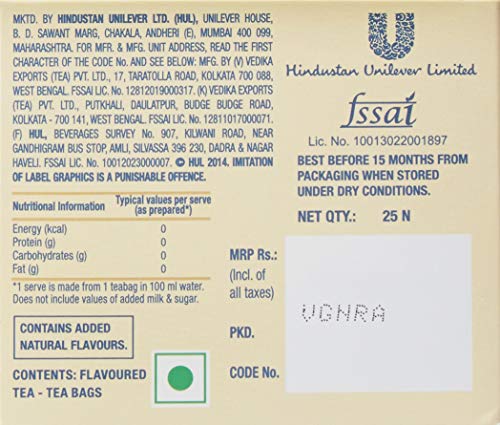 MKTD. BY HINDUSTAN UNILEVER LTD. (HUL), UNILEVER HOUSE,
B. D. SAWANT MARG, CHAKALA, ANDHERI (E), MUMBAI 400 099,
MAHARASHTRA. FOR MFR. & MFG. UNIT ADDRESS, READ THE FIRST
CHARACTER OF THE CODE No. AND SEE BELOW: MFG. BY (V) VEDIKA
EXPORTS (TEA) PVT. LTD., 17, TARATOLLA ROAD, KOLKATA 700 088,
WEST BENGAL. FSSAI LIC. No. 12812019000317. (K) VEDIKA EXPORTS
(TEA) PVT. LTD., PUTKHALI, DAULATPUR, BUDGE BUDGE ROAD,
KOLKATA - 700 141, WEST BENGAL. FSSAI LIC. No. 12811017000071.
(F) HUL, BEVERAGES SURVEY No. 907, KILWANI ROAD, NEAR
GANDHIGRAM BUS STOP, AMLI, SILVASSA 396 230, DADRA & NAGAR
HAVELI. FSSAI LIC. No. 10012023000007. © HUL 2014. IMITATION
OF LABEL GRAPHICS IS A PUNISHABLE OFFENCE.
Nutritional Information Typical values per serve
(as prepared*)
Energy (kcal) 0
Protein (g) 0
Carbohydrates (g) 0
Fat (g) 0
*1 serve is made from 1 teabag in 100 ml water.
Does not include values of added milk & sugar.
CONTAINS ADDED
NATURAL FLAVOURS.
CONTENTS: FLAVOURED
TEA - TEA BAGS
Hindustan Unilever Limited
fssai
Lic. No. 10013022001897
BEST BEFORE 15 MONTHS FROM
PACKAGING WHEN STORED
UNDER DRY CONDITIONS.
NET QTY.: 25 N
MRP Rs.:
(Incl. of
all taxes)
PKD.
CODE No.
VGHRA